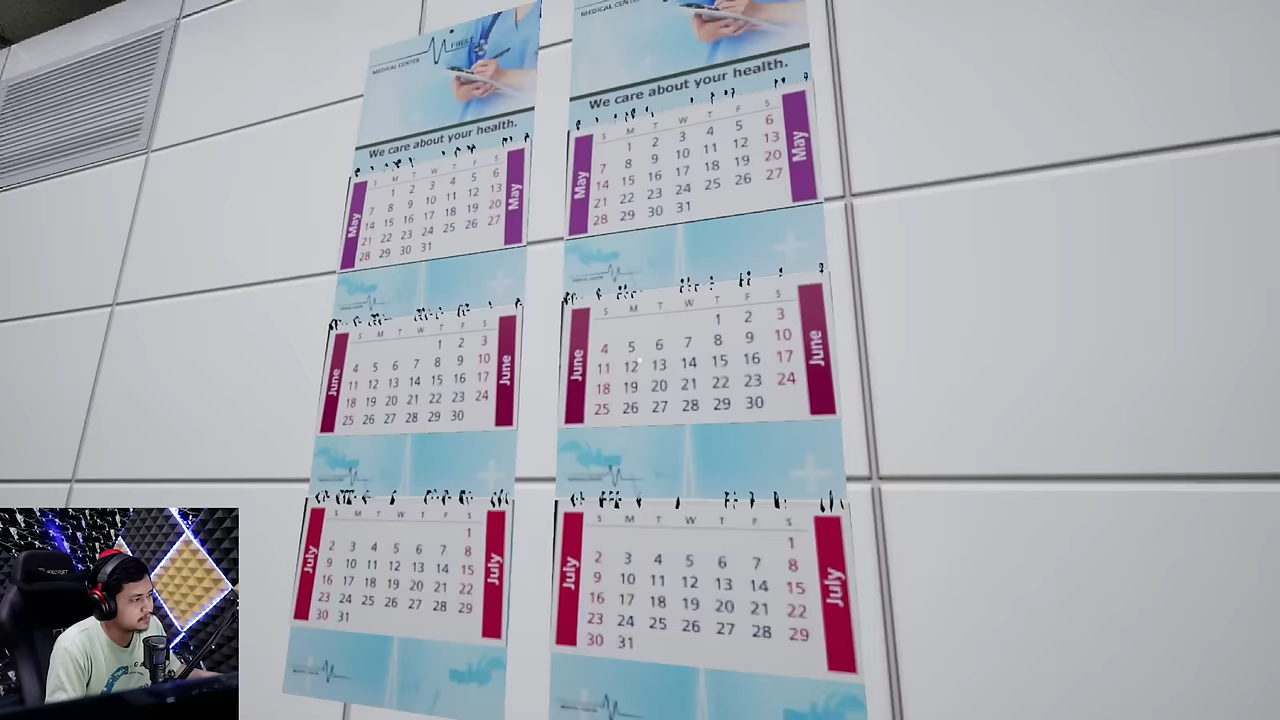 FIRST
MEDICAL CENTER
We care about your health.
May
S M T W T F S
1 2 3 4 5 6
7 8 9 10 11 12 13
14 15 16 17 18 19 20
21 22 23 24 25 26 27
28 29 30 31
May
June
S M T W T F S
1 2 3
4 5 6 7 8 9 10
11 12 13 14 15 16 17
18 19 20 21 22 23 24
25 26 27 28 29 30
June
July
S M T W T F S
1
2 3 4 5 6 7 8
9 10 11 12 13 14 15
16 17 18 19 20 21 22
23 24 25 26 27 28 29
30 31
July
MEDICAL CENTER
We care about your health.
May
S M T W T F S
1 2 3 4 5 6
7 8 9 10 11 12 13
14 15 16 17 18 19 20
21 22 23 24 25 26 27
28 29 30 31
May
June
S M T W T F S
1 2 3
4 5 6 7 8 9 10
11 12 13 14 15 16 17
18 19 20 21 22 23 24
25 26 27 28 29 30
June
July
S M T W T F S
1
2 3 4 5 6 7 8
9 10 11 12 13 14 15
16 17 18 19 20 21 22
23 24 25 26 27 28 29
30 31
July